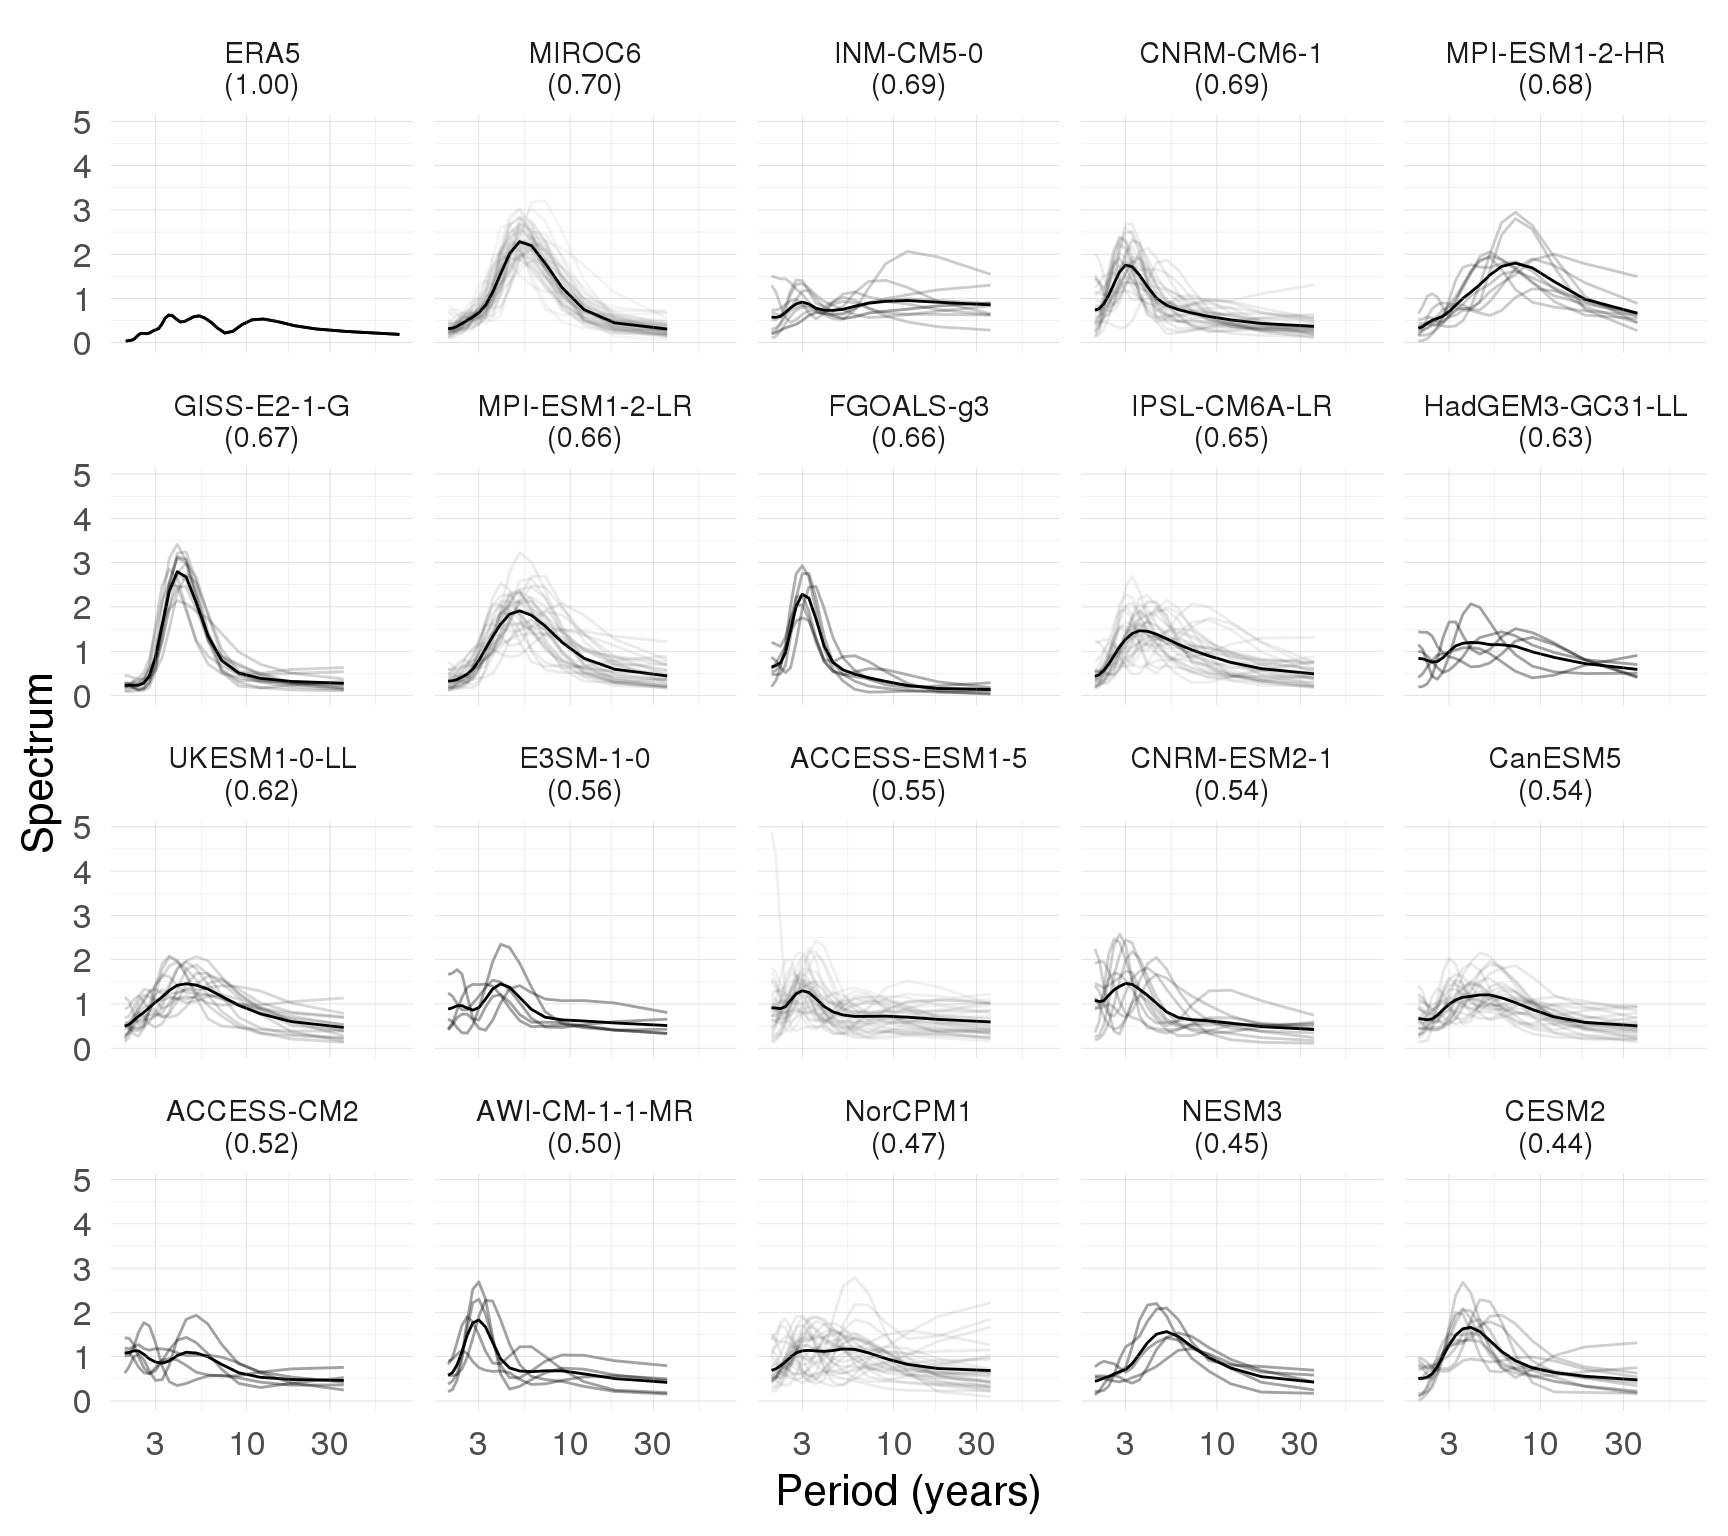 ERA5
(1.00)
MIROC6
(0.70)
INM-CM5-0
(0.69)
CNRM-CM6-1
(0.69)
MPI-ESM1-2-HR
(0.68)
5
4
3
2
1
0
GISS-E2-1-G
(0.67)
MPI-ESM1-2-LR
(0.66)
FGOALS-g3
(0.66)
IPSL-CM6A-LR
(0.65)
HadGEM3-GC31-LL
(0.63)
5
4
3
2
1
0
UKESM1-0-LL
(0.62)
E3SM-1-0
(0.56)
ACCESS-ESM1-5
(0.55)
CNRM-ESM2-1
(0.54)
CanESM5
(0.54)
5
4
3
2
1
0
ACCESS-CM2
(0.52)
AWI-CM-1-1-MR
(0.50)
NorCPM1
(0.47)
NESM3
(0.45)
CESM2
(0.44)
5
4
3
2
1
0
3 10 30
3 10 30
3 10 30
3 10 30
3 10 30
Spectrum
Period (years)